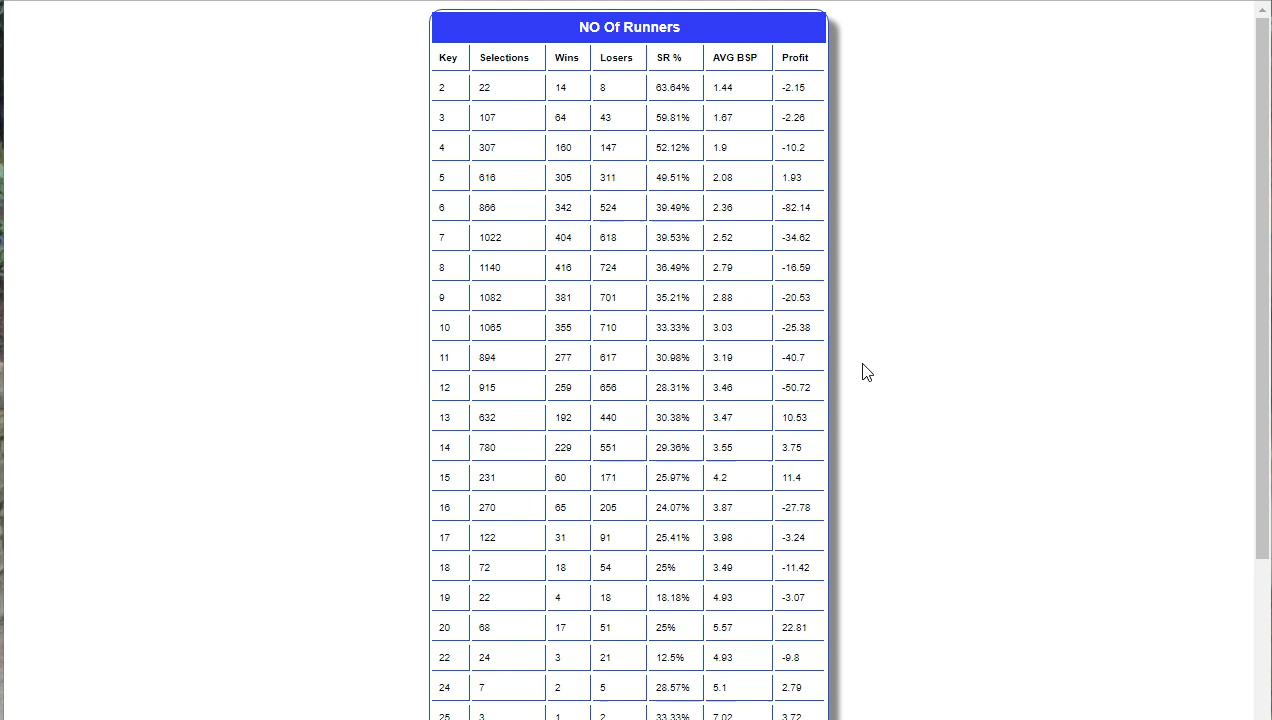 NO Of Runners
Key Selections Wins Losers SR % AVG BSP Profit
2 22 14 8 63.64% 1.44 -2.15
3 107 64 43 59.81% 1.67 -2.26
4 307 160 147 52.12% 1.9 -10.2
5 616 305 311 49.51% 2.08 1.93
6 866 342 524 39.49% 2.36 -82.14
7 1022 404 618 39.53% 2.52 -34.62
8 1140 416 724 36.49% 2.79 -16.59
9 1082 381 701 35.21% 2.88 -20.53
10 1065 355 710 33.33% 3.03 -25.38
11 894 277 617 30.98% 3.19 -40.7
12 915 259 656 28.31% 3.46 -50.72
13 632 192 440 30.38% 3.47 10.53
14 780 229 551 29.36% 3.55 3.75
15 231 60 171 25.97% 4.2 11.4
16 270 65 205 24.07% 3.87 -27.78
17 122 31 91 25.41% 3.98 -3.24
18 72 18 54 25% 3.49 -11.42
19 22 4 18 18.18% 4.93 -3.07
20 68 17 51 25% 5.57 22.81
22 24 3 21 12.5% 4.93 -9.8
24 7 2 5 28.57% 5.1 2.79
25 3 1 2 33.33% 7.02 3.72